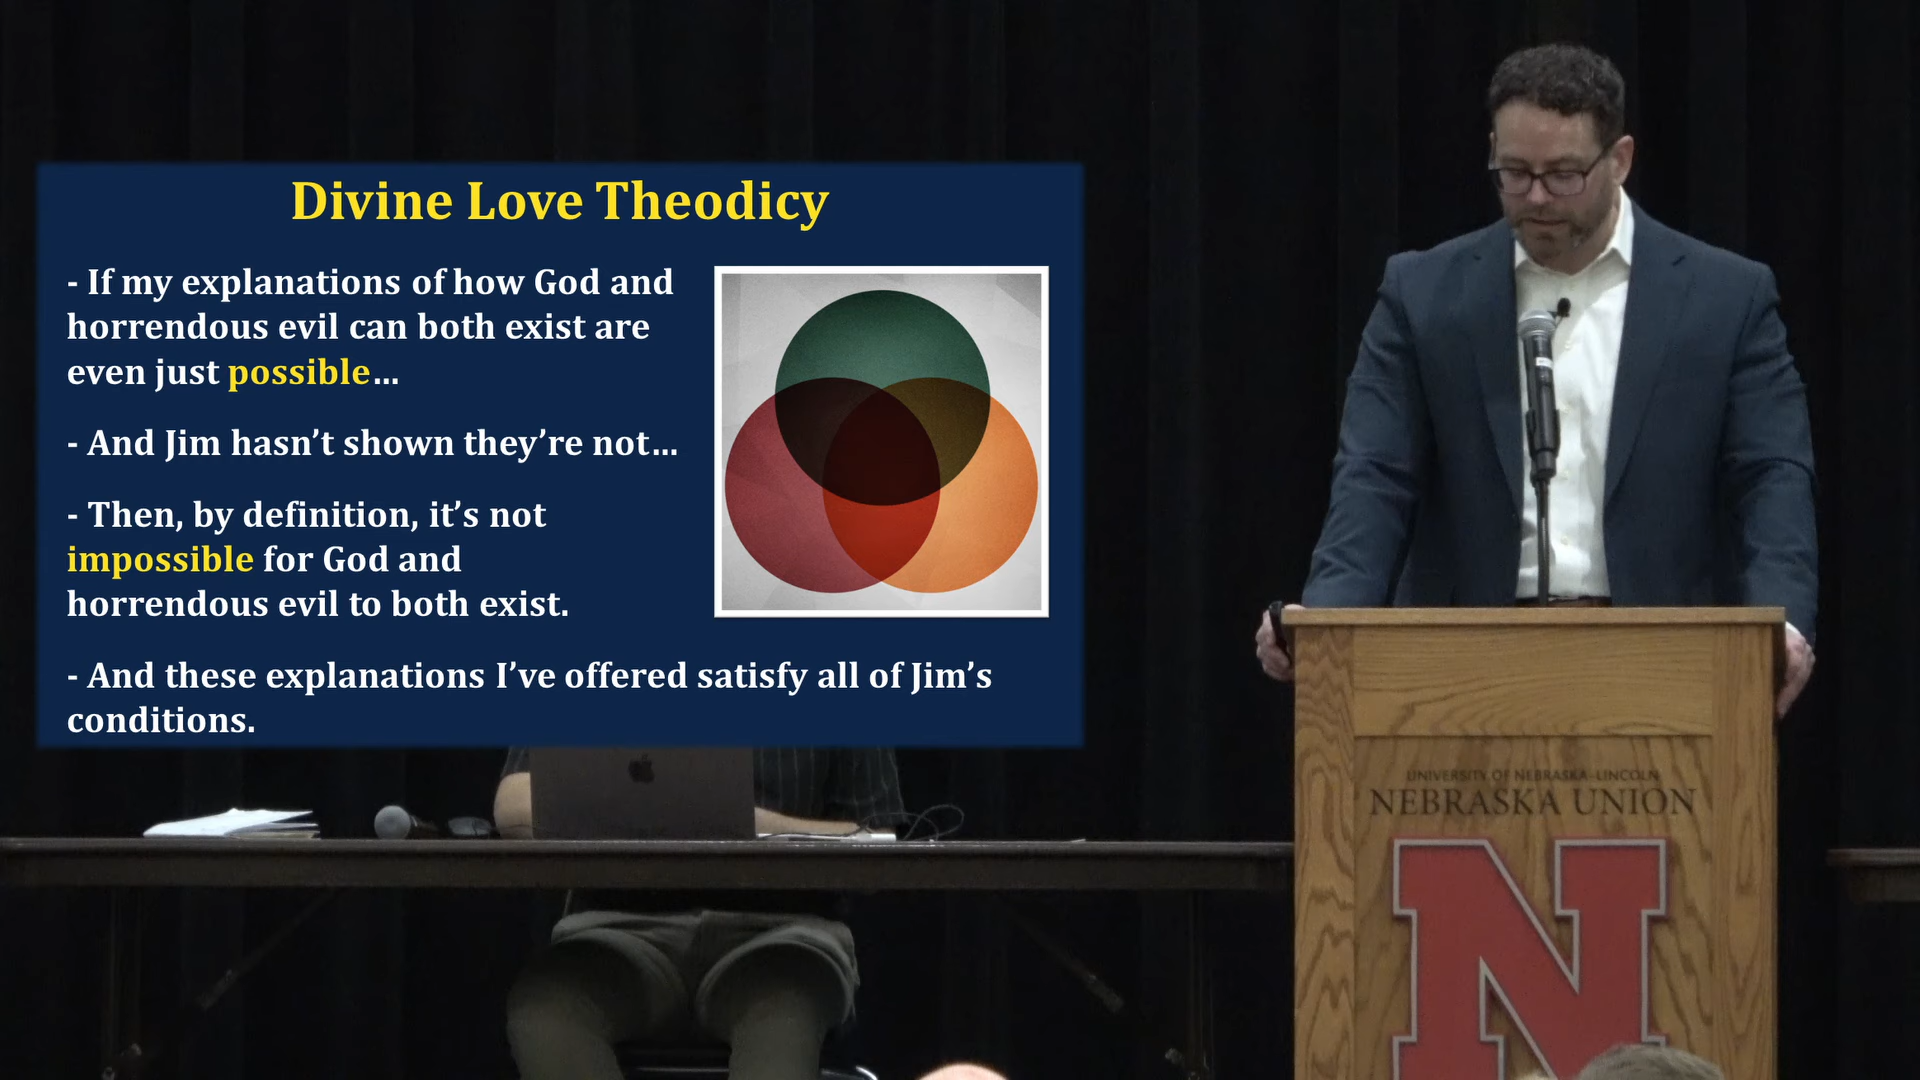 Divine Love Theodicy
- If my explanations of how God and
horrendous evil can both exist are
even just possible...
- And Jim hasn’t shown they’re not...
- Then, by definition, it’s not
impossible for God and
horrendous evil to both exist.
- And these explanations I’ve offered satisfy all of Jim’s
conditions.
UNIVERSITY OF NEBRASKA–LINCOLN
NEBRASKA UNION
N